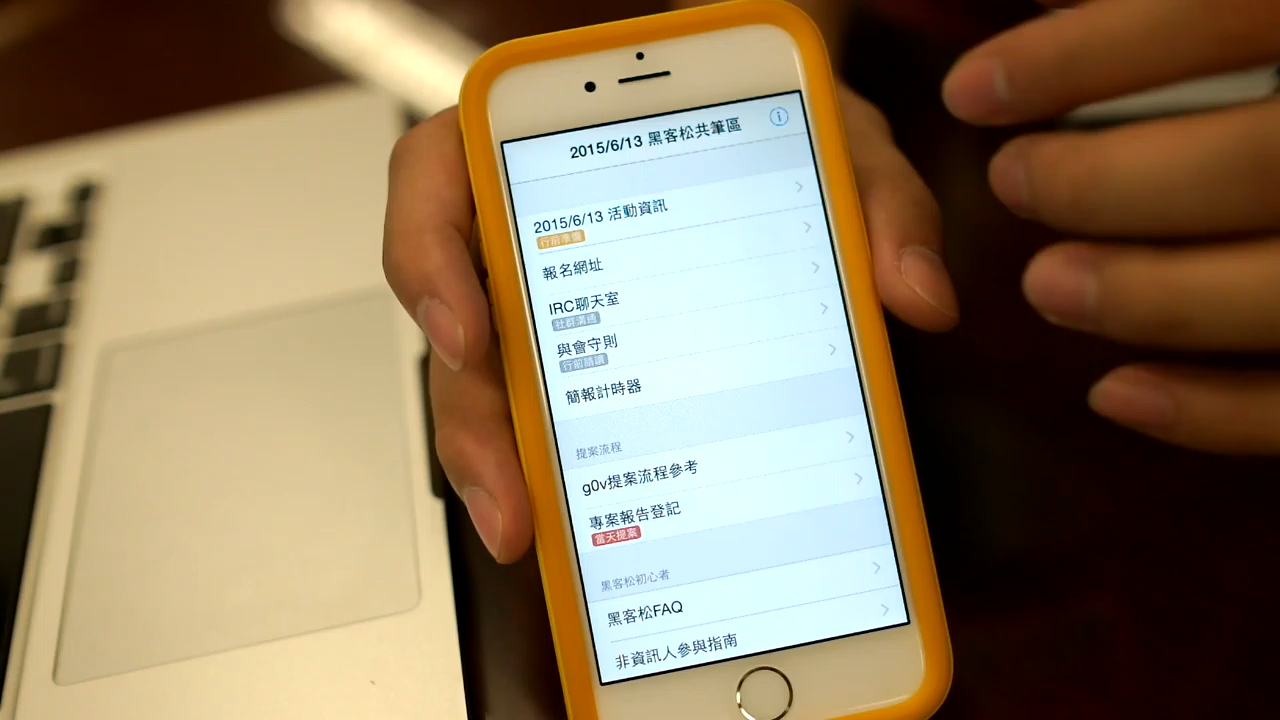 2015/6/13 黑客松共筆區
2015/6/13 活動資訊
行前準備
報名網址
IRC聊天室
社群溝通
與會守則
行前請讀
簡報計時器
提案流程
g0v提案流程參考
專案報告登記
當天提案
黑客松初心者
黑客松FAQ
非資訊人參與指南